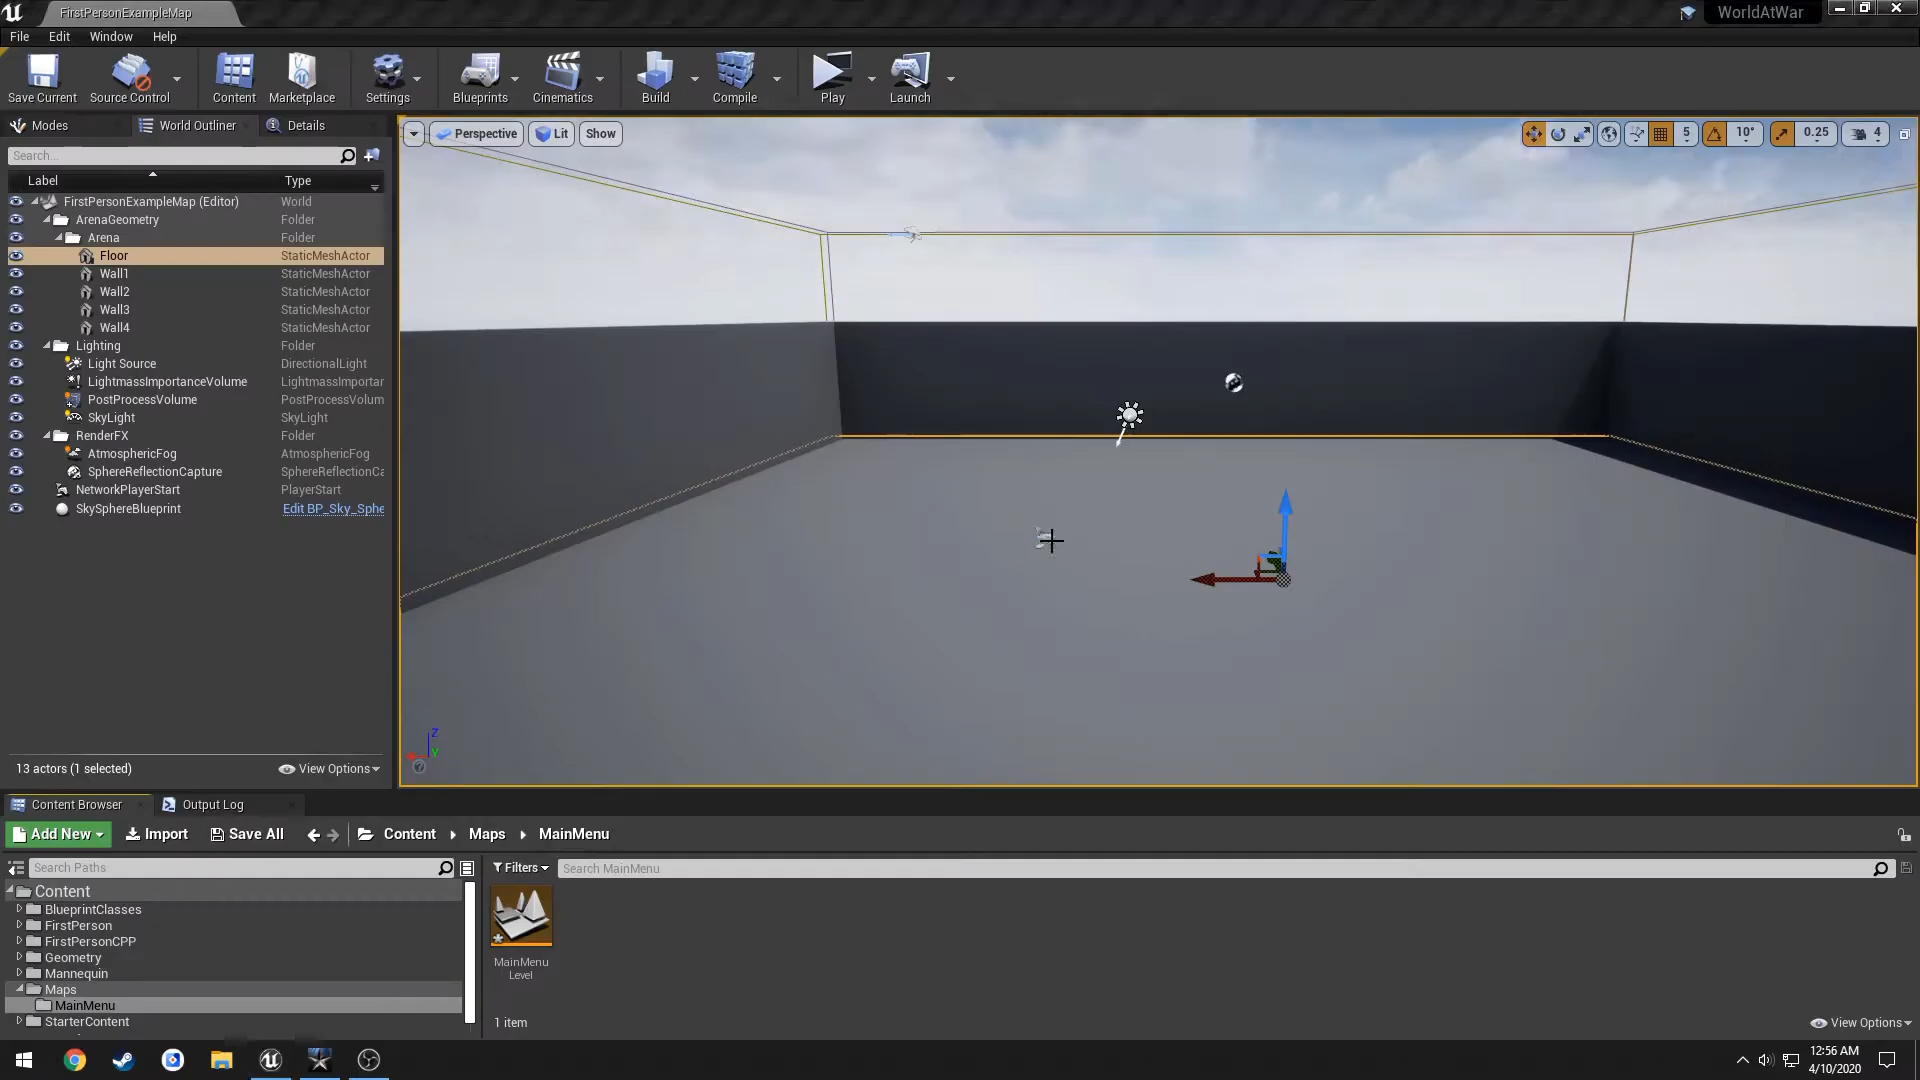 FirstPersonExampleMap
WorldAtWar
File Edit Window Help
Save Current Source Control Content Marketplace Settings Blueprints Cinematics Build Compile Play Launch
Modes World Outliner Details
Perspective Lit Show
5 10° 0.25 4
Search...
Label Type
FirstPersonExampleMap (Editor) World
ArenaGeometry Folder
Arena Folder
Floor StaticMeshActor
Wall1 StaticMeshActor
Wall2 StaticMeshActor
Wall3 StaticMeshActor
Wall4 StaticMeshActor
Lighting Folder
Light Source DirectionalLight
LightmassImportanceVolume LightmassImportar
PostProcessVolume PostProcessVolum
SkyLight SkyLight
RenderFX Folder
AtmosphericFog AtmosphericFog
SphereReflectionCapture SphereReflectionCa
NetworkPlayerStart PlayerStart
SkySphereBlueprint Edit BP_Sky_Sphe
Z
Y
13 actors (1 selected) View Options
Content Browser Output Log
Add New Import Save All Content Maps MainMenu
Search Paths Filters Search MainMenu
Content
BlueprintClasses
FirstPerson
FirstPersonCPP
Geometry
Mannequin
Maps
MainMenu
StarterContent
MainMenu
Level
1 item View Options
12:56 AM
4/10/2020